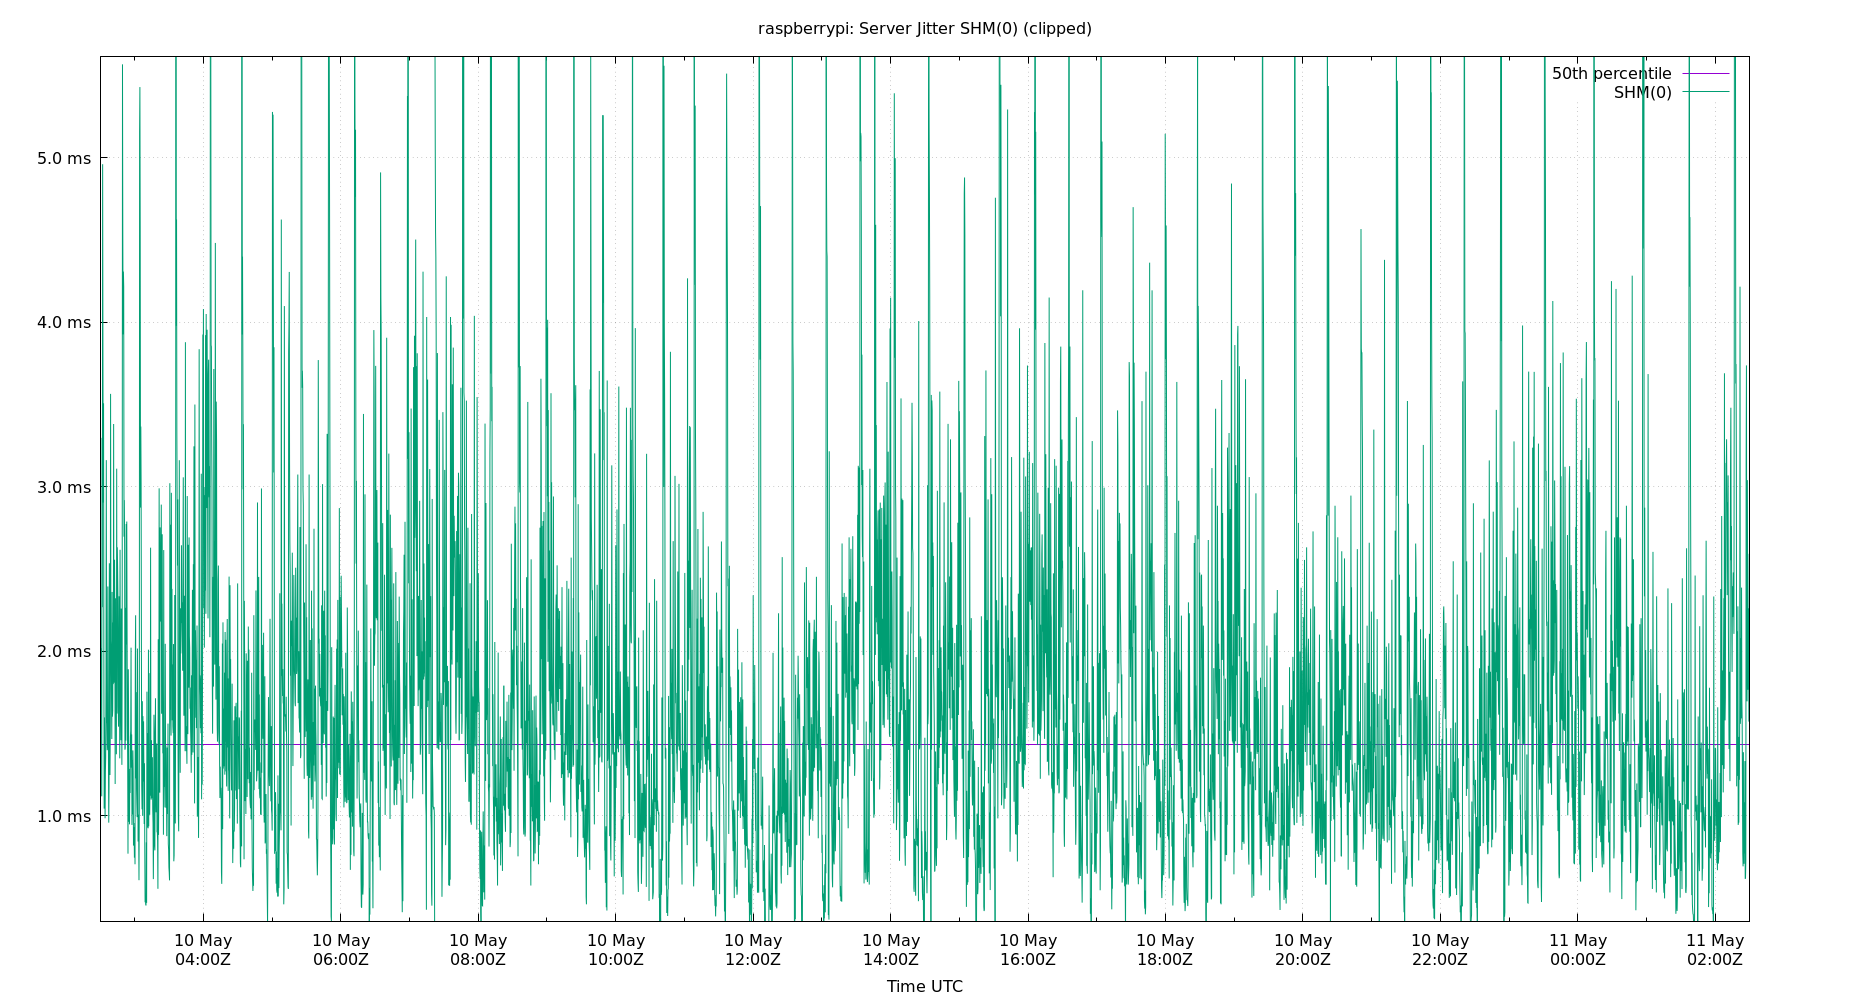 raspberrypi: Server Jitter SHM(0) (clipped)
50th percentile
SHM(0)
5.0 ms
4.0 ms
3.0 ms
2.0 ms
1.0 ms
10 May 10 May 10 May 10 May 10 May 10 May 10 May 10 May 10 May 10 May 11 May 11 May
04:00Z 06:00Z 08:00Z 10:00Z 12:00Z 14:00Z 16:00Z 18:00Z 20:00Z 22:00Z 00:00Z 02:00Z
Time UTC